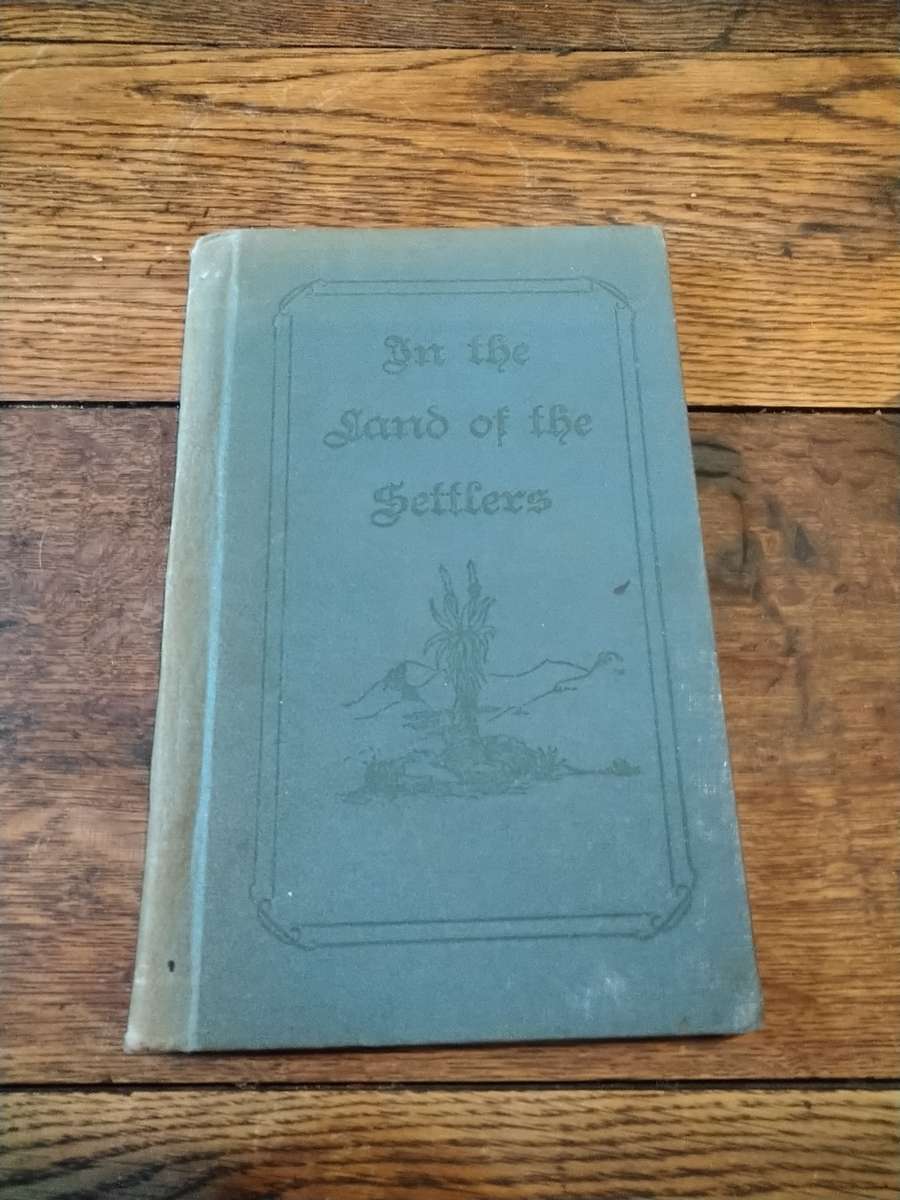 In the
Land of the
Settlers